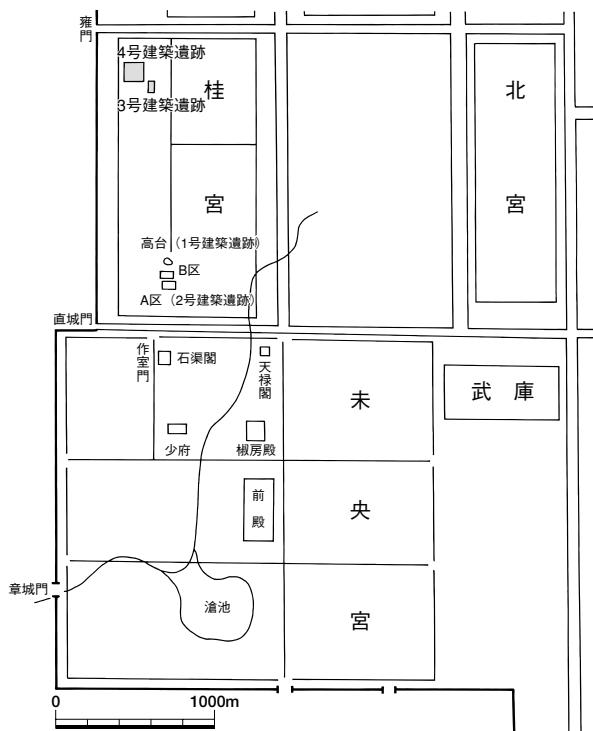 雍門
4号建築遺跡
3号建築遺跡
桂
宮
北
宮
高台（1号建築遺跡）
B区
A区（2号建築遺跡）
直城門
作室門
石渠閣
天禄閣
未
央
宮
武 庫
少府
椒房殿
前
殿
章城門
滄池
0 1000m